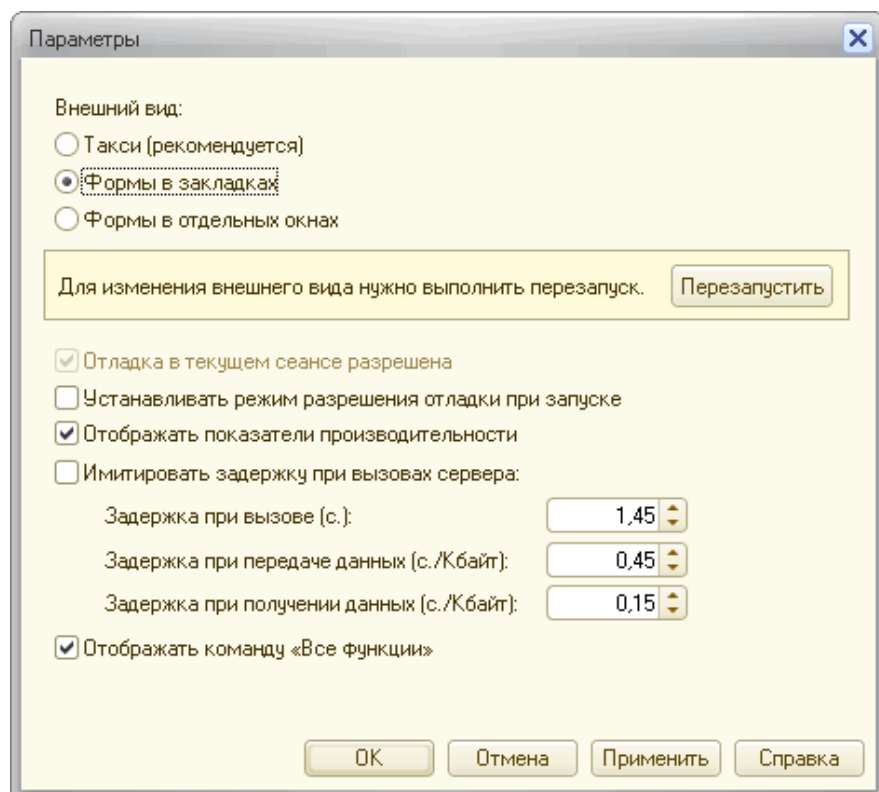 Параметры
Внешний вид:
Такси (рекомендуется)
Формы в закладках
Формы в отдельных окнах
Для изменения внешнего вида нужно выполнить перезапуск. Перезапустить
Отладка в текущем сеансе разрешена
Устанавливать режим разрешения отладки при запуске
Отображать показатели производительности
Имитировать задержку при вызовах сервера:
Задержка при вызове (с.): 1,45
Задержка при передаче данных (с./Кбайт): 0,45
Задержка при получении данных (с./Кбайт): 0,15
Отображать команду «Все функции»
ОК Отмена Применить Справка